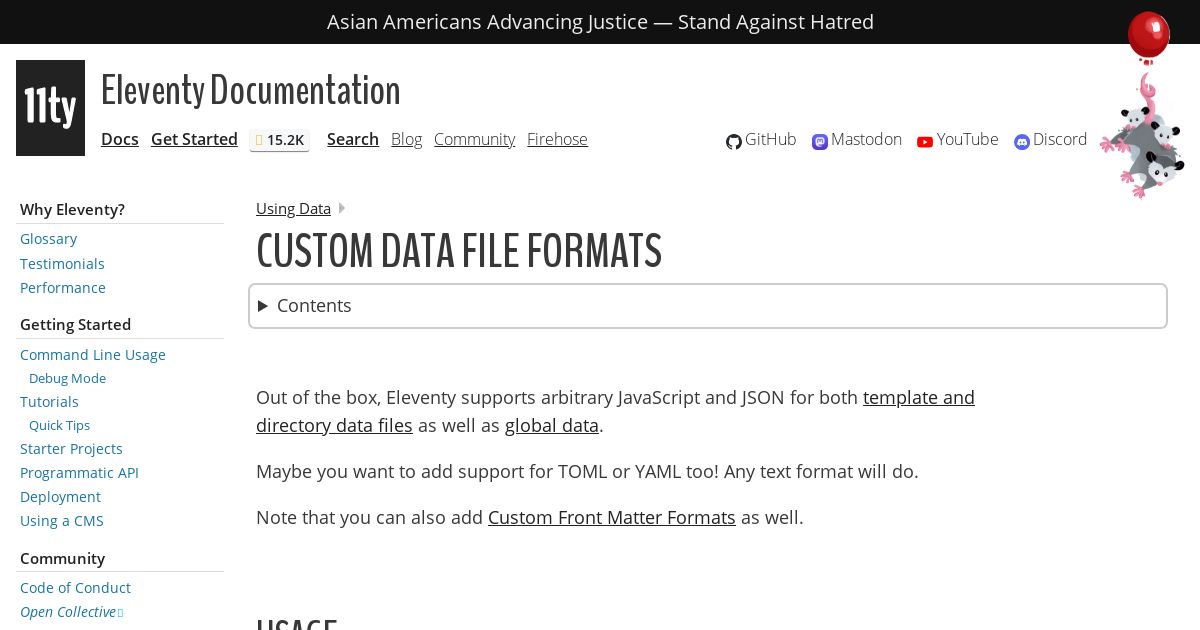 Asian Americans Advancing Justice — Stand Against Hatred
11ty
Eleventy Documentation
Docs Get Started 15.2K Search Blog Community Firehose GitHub Mastodon YouTube Discord
Why Eleventy?
Glossary
Testimonials
Performance
Getting Started
Command Line Usage
Debug Mode
Tutorials
Quick Tips
Starter Projects
Programmatic API
Deployment
Using a CMS
Community
Code of Conduct
Open Collective
Using Data
CUSTOM DATA FILE FORMATS
Contents
Out of the box, Eleventy supports arbitrary JavaScript and JSON for both template and
directory data files as well as global data.
Maybe you want to add support for TOML or YAML too! Any text format will do.
Note that you can also add Custom Front Matter Formats as well.
USAGE